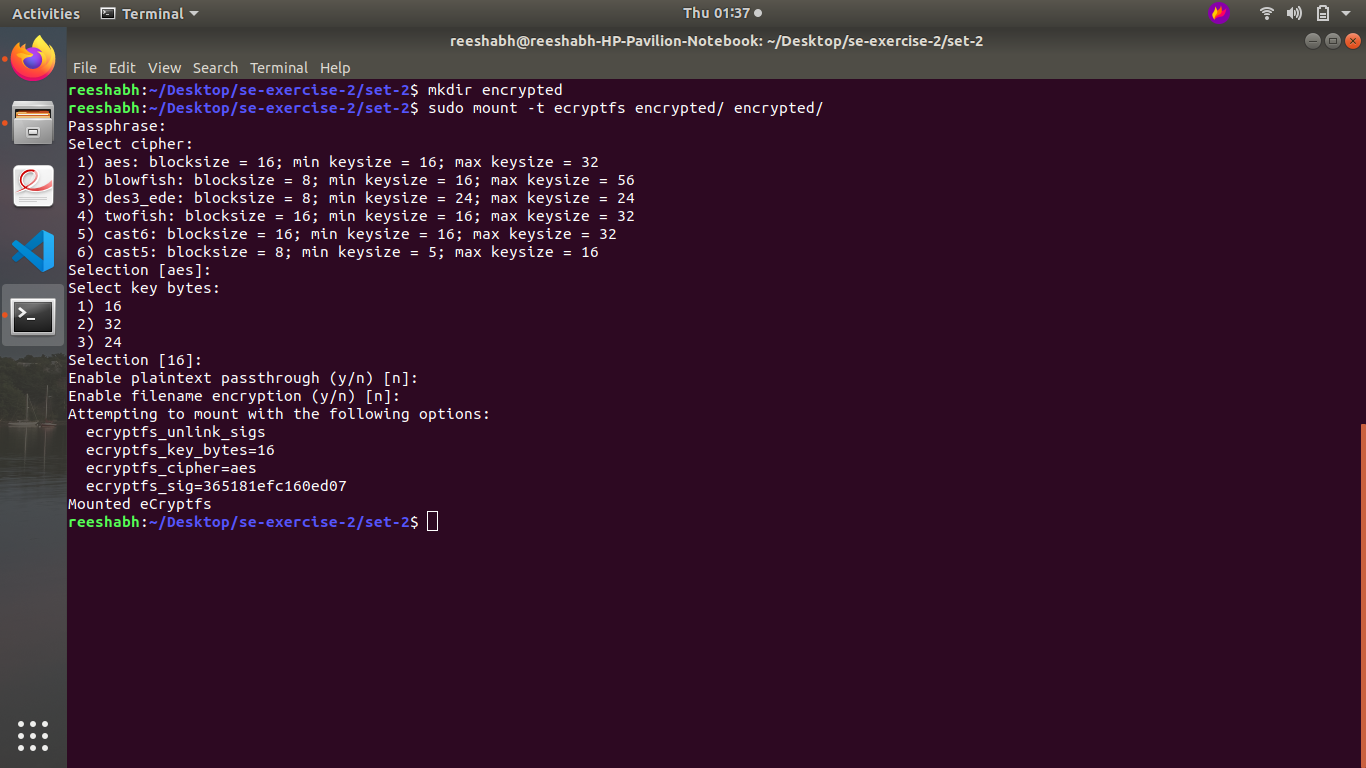 Activities
Terminal
Thu 01:37
reeshabh@reeshabh-HP-Pavilion-Notebook: ~/Desktop/se-exercise-2/set-2
File Edit View Search Terminal Help
reeshabh:~/Desktop/se-exercise-2/set-2$ mkdir encrypted
reeshabh:~/Desktop/se-exercise-2/set-2$ sudo mount -t ecryptfs encrypted/ encrypted/
Passphrase:
Select cipher:
 1) aes: blocksize = 16; min keysize = 16; max keysize = 32
 2) blowfish: blocksize = 8; min keysize = 16; max keysize = 56
 3) des3_ede: blocksize = 8; min keysize = 24; max keysize = 24
 4) twofish: blocksize = 16; min keysize = 16; max keysize = 32
 5) cast6: blocksize = 16; min keysize = 16; max keysize = 32
 6) cast5: blocksize = 8; min keysize = 5; max keysize = 16
Selection [aes]:
Select key bytes:
 1) 16
 2) 32
 3) 24
Selection [16]:
Enable plaintext passthrough (y/n) [n]:
Enable filename encryption (y/n) [n]:
Attempting to mount with the following options:
  ecryptfs_unlink_sigs
  ecryptfs_key_bytes=16
  ecryptfs_cipher=aes
  ecryptfs_sig=365181efc160ed07
Mounted eCryptfs
reeshabh:~/Desktop/se-exercise-2/set-2$